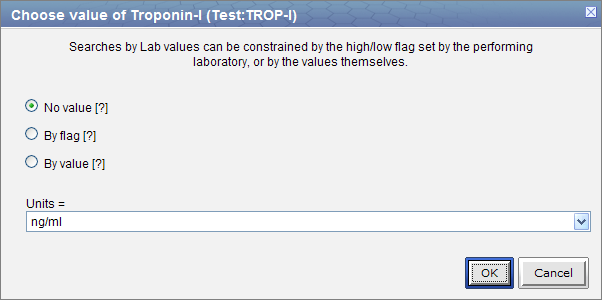 Choose value of Troponin-I (Test:TROP-I)
Searches by Lab values can be constrained by the high/low flag set by the performing
laboratory, or by the values themselves.
No value [?]
By flag [?]
By value [?]
Units =
ng/ml
OK Cancel